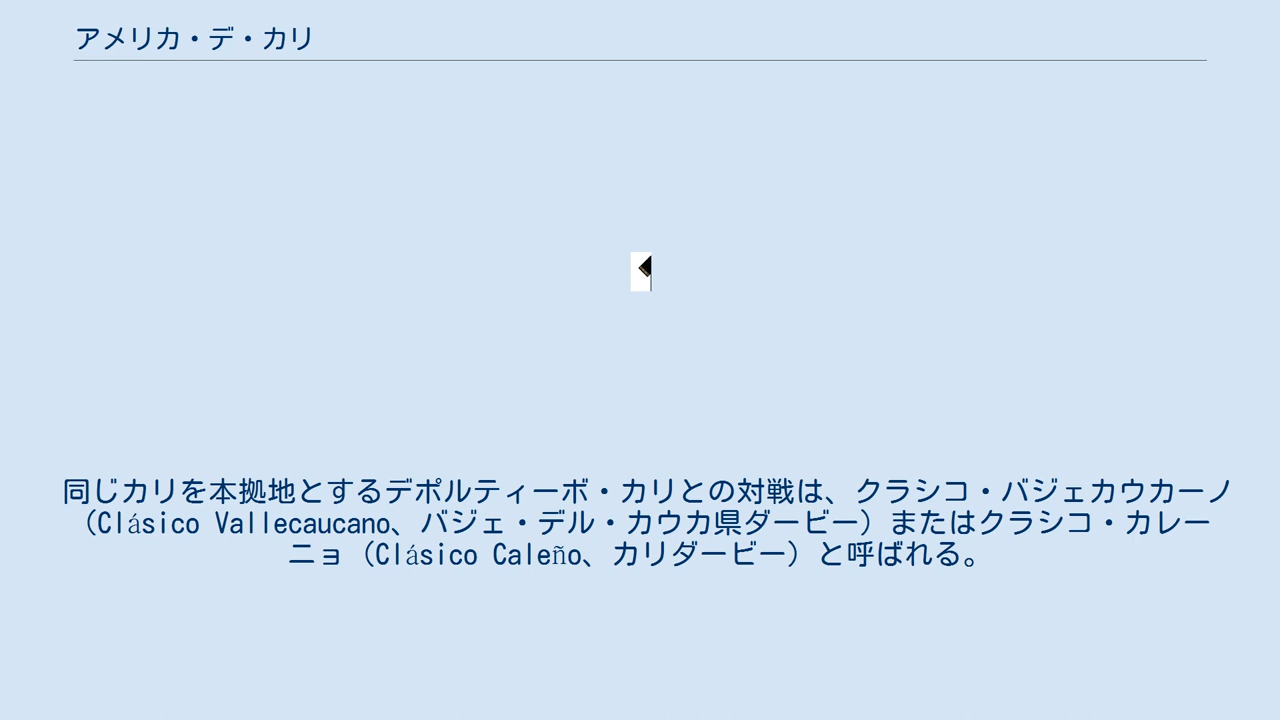 アメリカ・デ・カリ
同じカリを本拠地とするデポルティーボ・カリとの対戦は、クラシコ・バジェカウカーノ
（Clásico Vallecaucano、バジェ・デル・カウカ県ダービー）またはクラシコ・カレー
ニョ（Clásico Caleño、カリダービー）と呼ばれる。